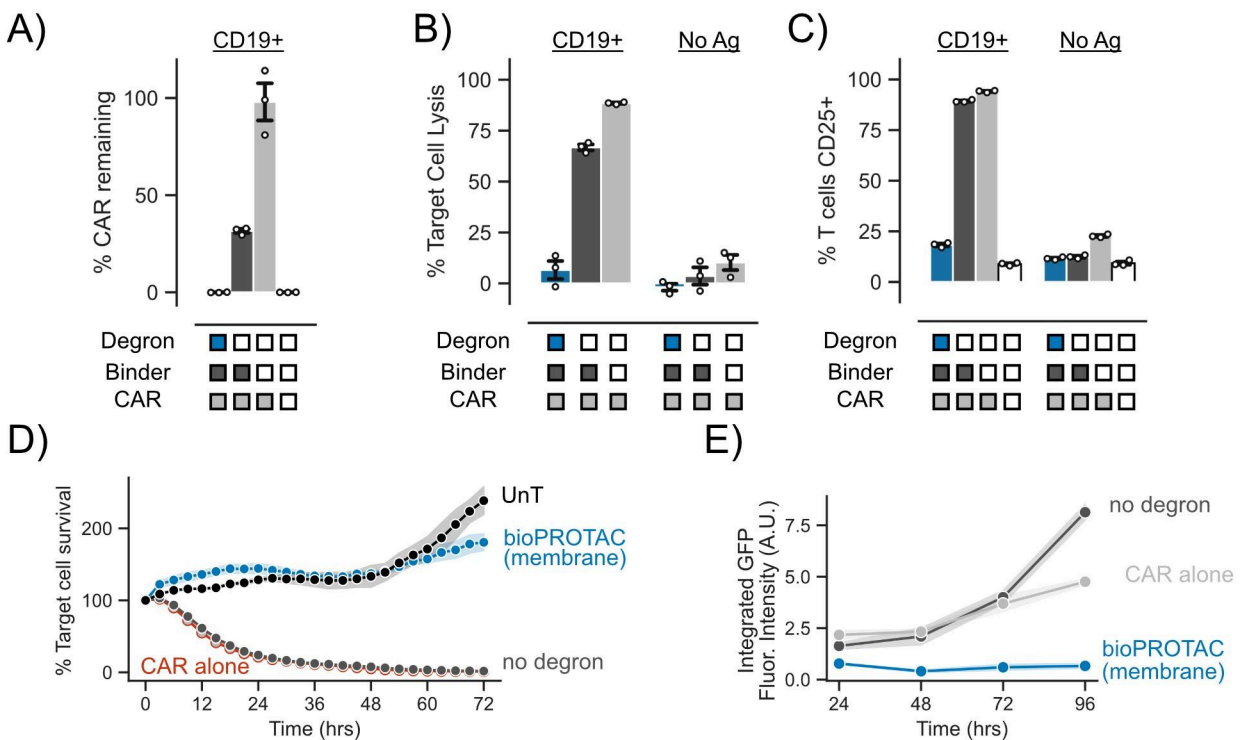 A)
CD19+
% CAR remaining
100
50
0
Degron
Binder
CAR
B)
CD19+ No Ag
% Target Cell Lysis
100
75
50
25
0
Degron
Binder
CAR
C)
CD19+ No Ag
% T cells CD25+
100
75
50
25
0
Degron
Binder
CAR
D)
% Target cell survival
200
100
0
UnT
bioPROTAC
(membrane)
CAR alone
no degron
0 12 24 36 48 60 72
Time (hrs)
E)
Integrated GFP
Fluor. Intensity (A.U.)
7.5
5.0
2.5
0.0
no degron
CAR alone
bioPROTAC
(membrane)
24 48 72 96
Time (hrs)